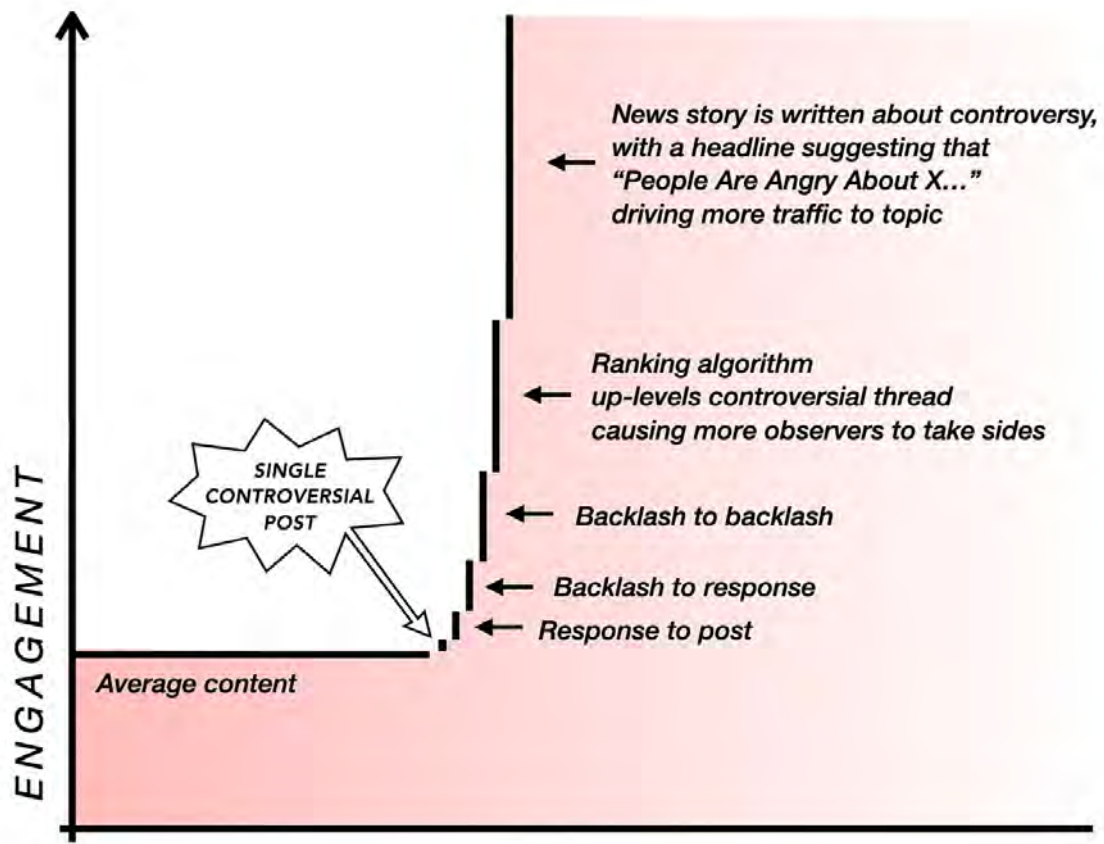 News story is written about controversy,
with a headline suggesting that
“People Are Angry About X...”
driving more traffic to topic
Ranking algorithm
up-levels controversial thread
causing more observers to take sides
SINGLE
CONTROVERSIAL
POST
Backlash to backlash
Backlash to response
Response to post
Average content
ENGAGEMENT